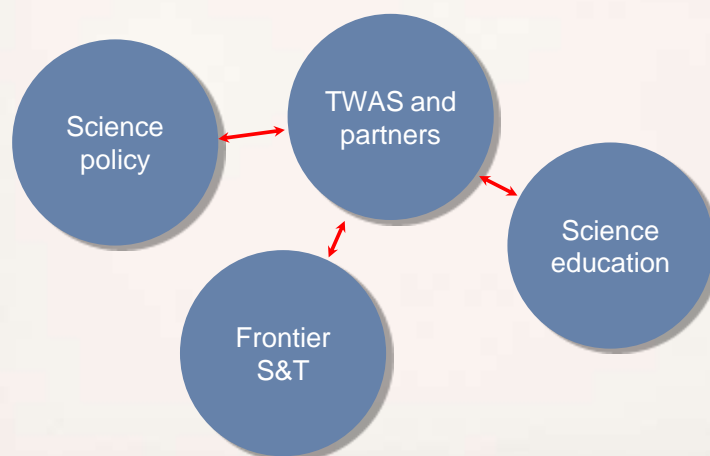 TWAS and
partners
Science
policy
Science
education
Frontier
S&T